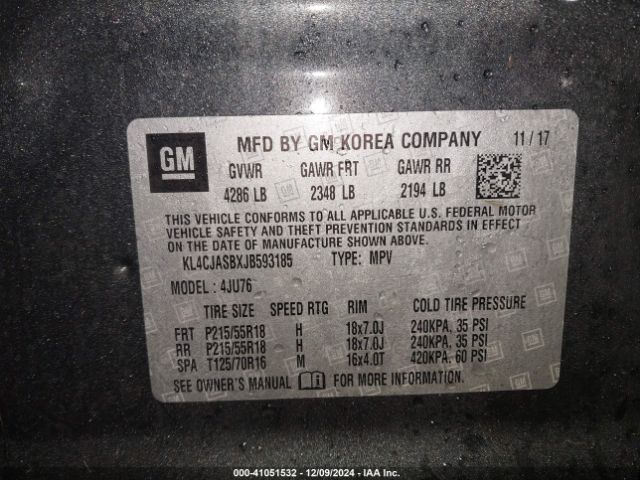 GM
MFD BY GM KOREA COMPANY 11/17
GVWR GAWR FRT GAWR RR
4286 LB 2348 LB 2194 LB
THIS VEHICLE CONFORMS TO ALL APPLICABLE U.S. FEDERAL MOTOR
VEHICLE SAFETY AND THEFT PREVENTION STANDARDS IN EFFECT
ON THE DATE OF MANUFACTURE SHOWN ABOVE.
KL4CJASBXJB593185 TYPE: MPV
MODEL : 4JU76
TIRE SIZE SPEED RTG RIM COLD TIRE PRESSURE
FRT P215/55R18 H 18x7.0J 240KPA, 35 PSI
RR P215/55R18 H 18x7.0J 240KPA, 35 PSI
SPA T125/70R16 M 16x4.0T 420KPA, 60 PSI
SEE OWNER'S MANUAL FOR MORE INFORMATION.
000-41051532 - 12/09/2024 - IAA Inc.